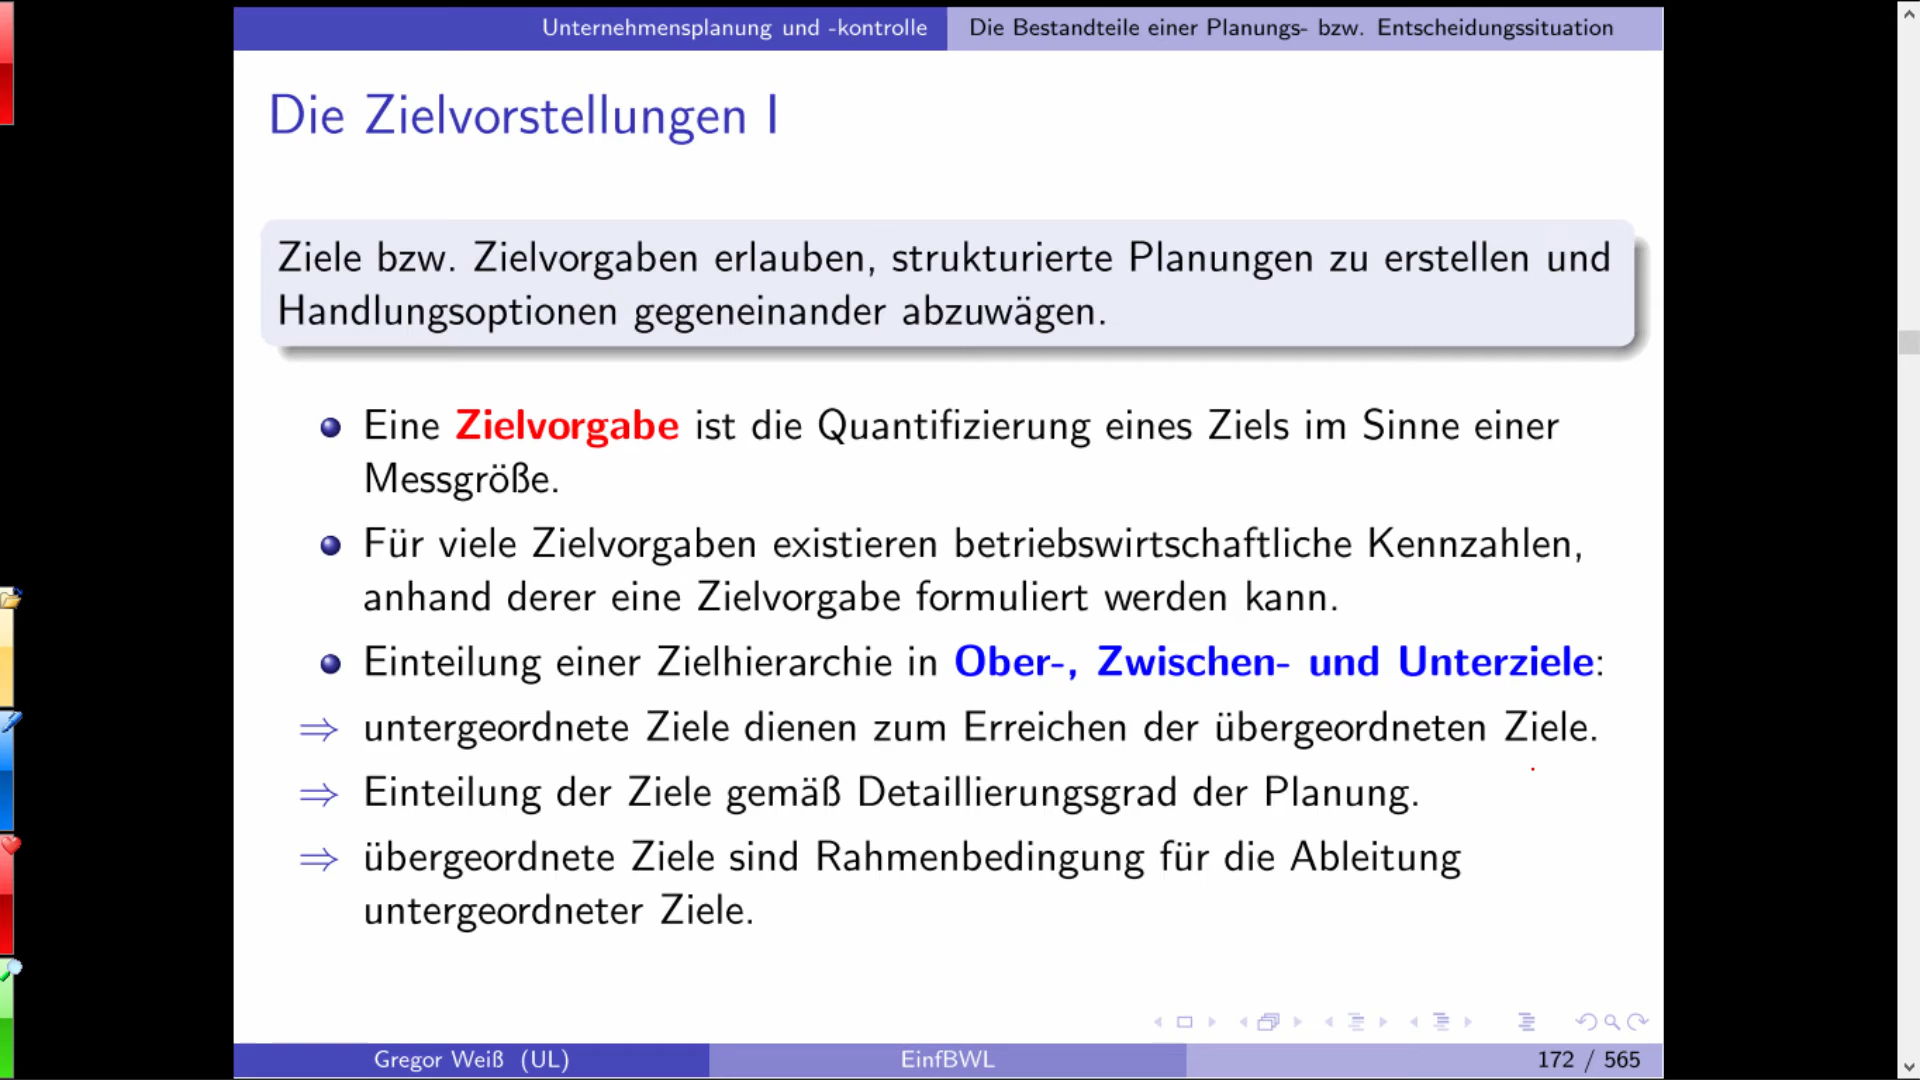 Unternehmensplanung und -kontrolle Die Bestandteile einer Planungs- bzw. Entscheidungssituation
Die Zielvorstellungen I
Ziele bzw. Zielvorgaben erlauben, strukturierte Planungen zu erstellen und
Handlungsoptionen gegeneinander abzuwägen.
Eine Zielvorgabe ist die Quantifizierung eines Ziels im Sinne einer
Messgröße.
Für viele Zielvorgaben existieren betriebswirtschaftliche Kennzahlen,
anhand derer eine Zielvorgabe formuliert werden kann.
Einteilung einer Zielhierarchie in Ober-, Zwischen- und Unterziele:
⇒ untergeordnete Ziele dienen zum Erreichen der übergeordneten Ziele.
⇒ Einteilung der Ziele gemäß Detaillierungsgrad der Planung.
⇒ übergeordnete Ziele sind Rahmenbedingung für die Ableitung
untergeordneter Ziele.
Gregor Weiß (UL) EinfBWL 172 / 565